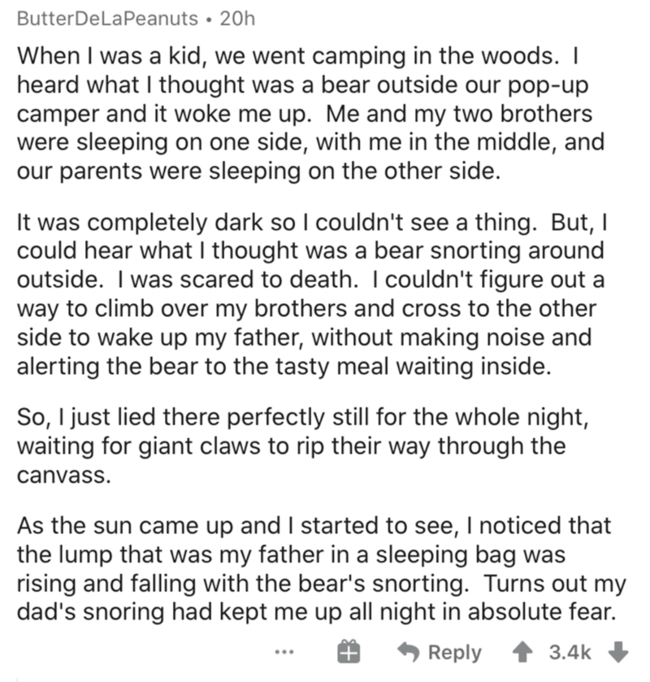 ButterDeLaPeanuts • 20h
When I was a kid, we went camping in the woods.  I
heard what I thought was a bear outside our pop-up
camper and it woke me up.  Me and my two brothers
were sleeping on one side, with me in the middle, and
our parents were sleeping on the other side.
It was completely dark so I couldn't see a thing.  But, I
could hear what I thought was a bear snorting around
outside.  I was scared to death.  I couldn't figure out a
way to climb over my brothers and cross to the other
side to wake up my father, without making noise and
alerting the bear to the tasty meal waiting inside.
So, I just lied there perfectly still for the whole night,
waiting for giant claws to rip their way through the
canvass.
As the sun came up and I started to see, I noticed that
the lump that was my father in a sleeping bag was
rising and falling with the bear's snorting.  Turns out my
dad's snoring had kept me up all night in absolute fear.
... Reply 3.4k